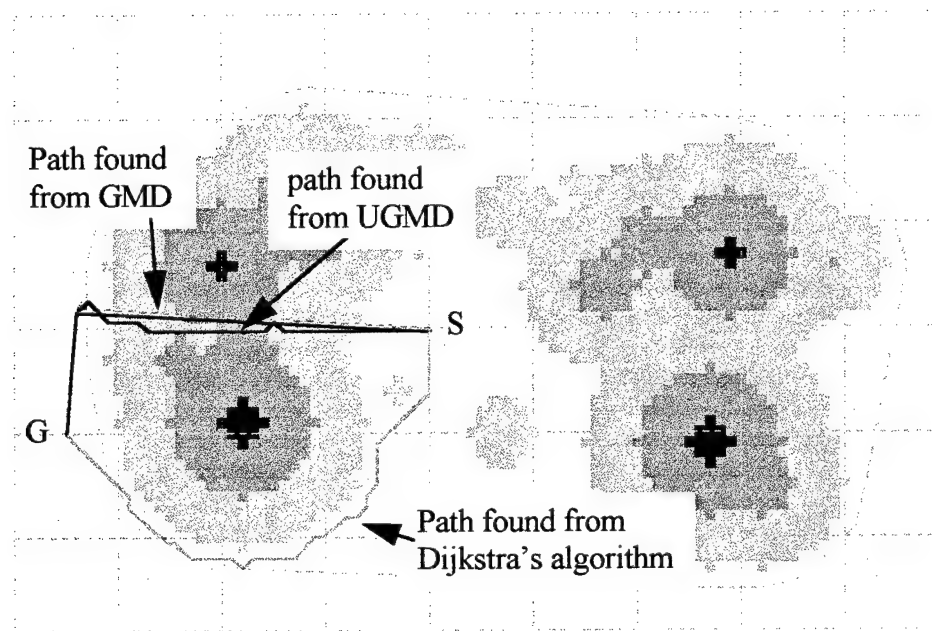 Path found
from GMD
path found
from UGMD
S
G
Path found from
Dijkstra's algorithm